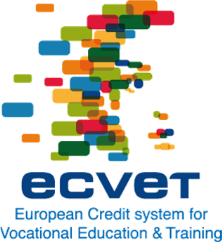 ecvet
European Credit system for
Vocational Education & Training